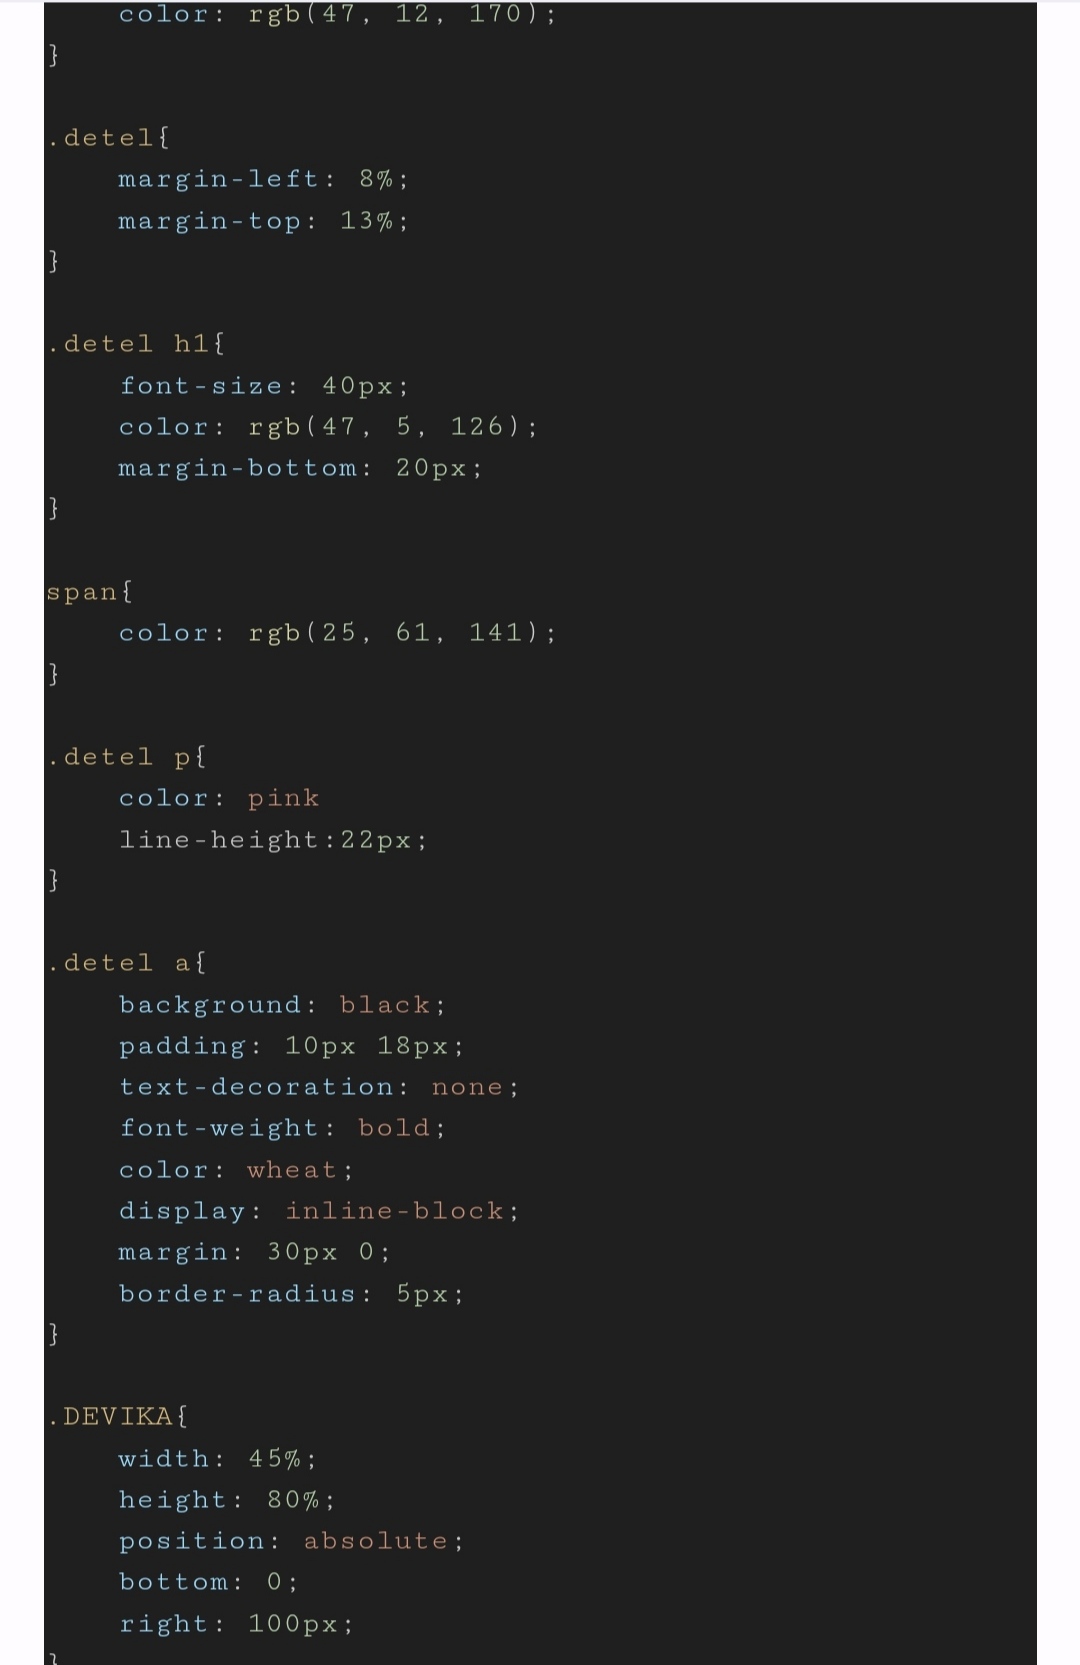 color: rgb(47, 12, 170);
}

.detel{
    margin-left: 8%;
    margin-top: 13%;
}

.detel h1{
    font-size: 40px;
    color: rgb(47, 5, 126);
    margin-bottom: 20px;
}

span{
    color: rgb(25, 61, 141);
}

.detel p{
    color: pink
    line-height:22px;
}

.detel a{
    background: black;
    padding: 10px 18px;
    text-decoration: none;
    font-weight: bold;
    color: wheat;
    display: inline-block;
    margin: 30px 0;
    border-radius: 5px;
}

.DEVIKA{
    width: 45%;
    height: 80%;
    position: absolute;
    bottom: 0;
    right: 100px;
}